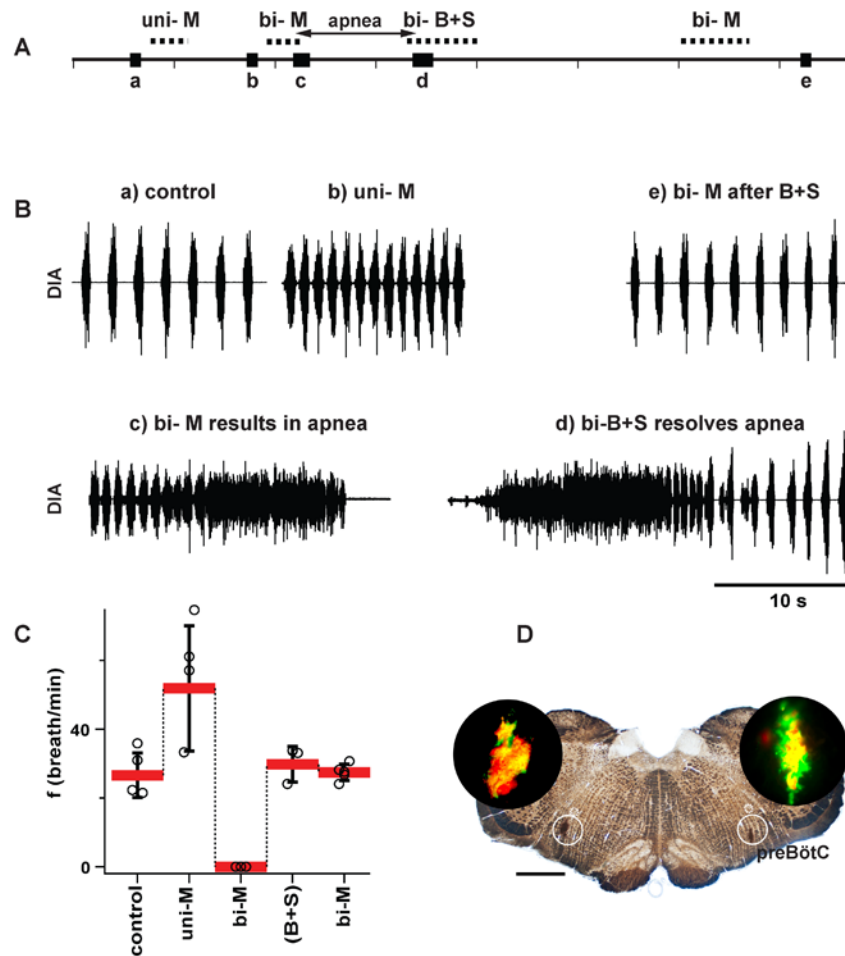 uni- M bi- M apnea bi- B+S bi- M
A
a b c d e
B
a) control b) uni- M e) bi- M after B+S
DIA
c) bi- M results in apnea d) bi-B+S resolves apnea
DIA
10 s
C D
f (breath/min)
40
0
control uni-M bi-M (B+S) bi-M
preBötC